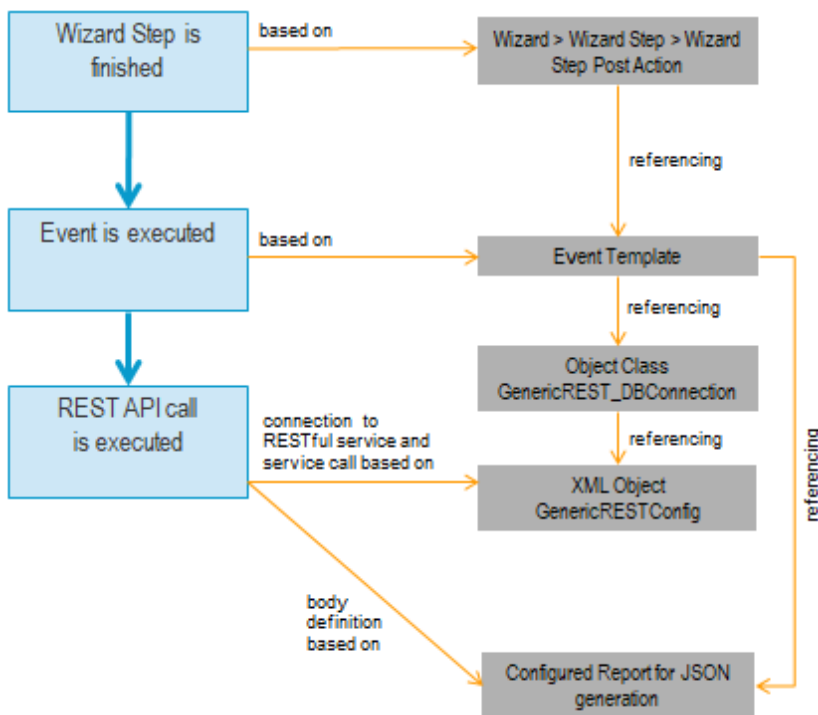 Wizard Step is
finished
based on
Wizard > Wizard Step > Wizard
Step Post Action
referencing
Event is executed
based on
Event Template
referencing
Object Class
GenericREST_DBConnection
REST API call
is executed
connection to
RESTful service and
service call based on
referencing
XML Object
GenericRESTConfig
referencing
body
definition
based on
Configured Report for JSON
generation